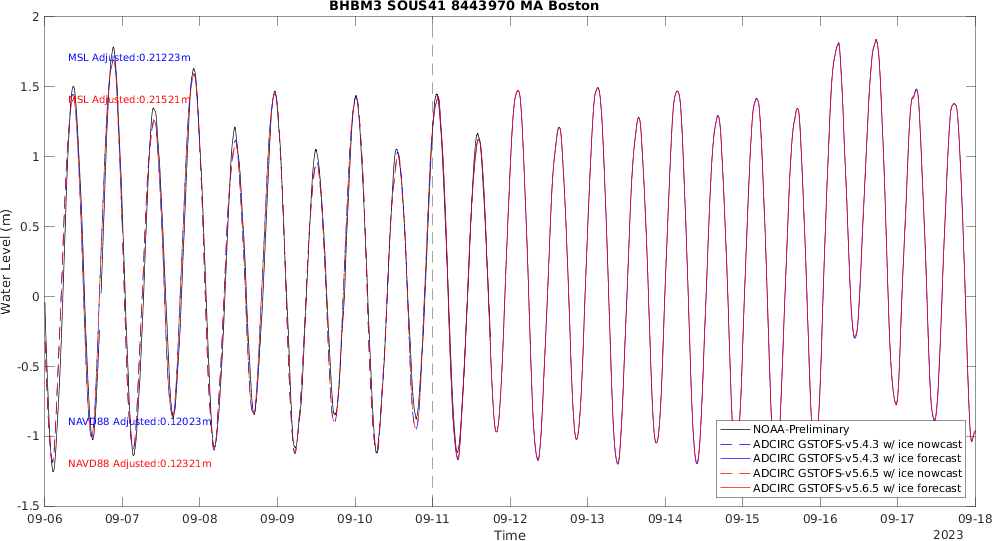 BHBM3 SOUS41 8443970 MA Boston
2
1.5
1
0.5
0
-0.5
-1
-1.5
Water Level (m)
MSL Adjusted:0.21223m
MSL Adjusted:0.21521m
NAVD88 Adjusted:0.12023m
NAVD88 Adjusted:0.12321m
NOAA-Preliminary
ADCIRC GSTOFS-v5.4.3 w/ ice nowcast
ADCIRC GSTOFS-v5.4.3 w/ ice forecast
ADCIRC GSTOFS-v5.6.5 w/ ice nowcast
ADCIRC GSTOFS-v5.6.5 w/ ice forecast
09-06 09-07 09-08 09-09 09-10 09-11 09-12 09-13 09-14 09-15 09-16 09-17 09-18
Time
2023